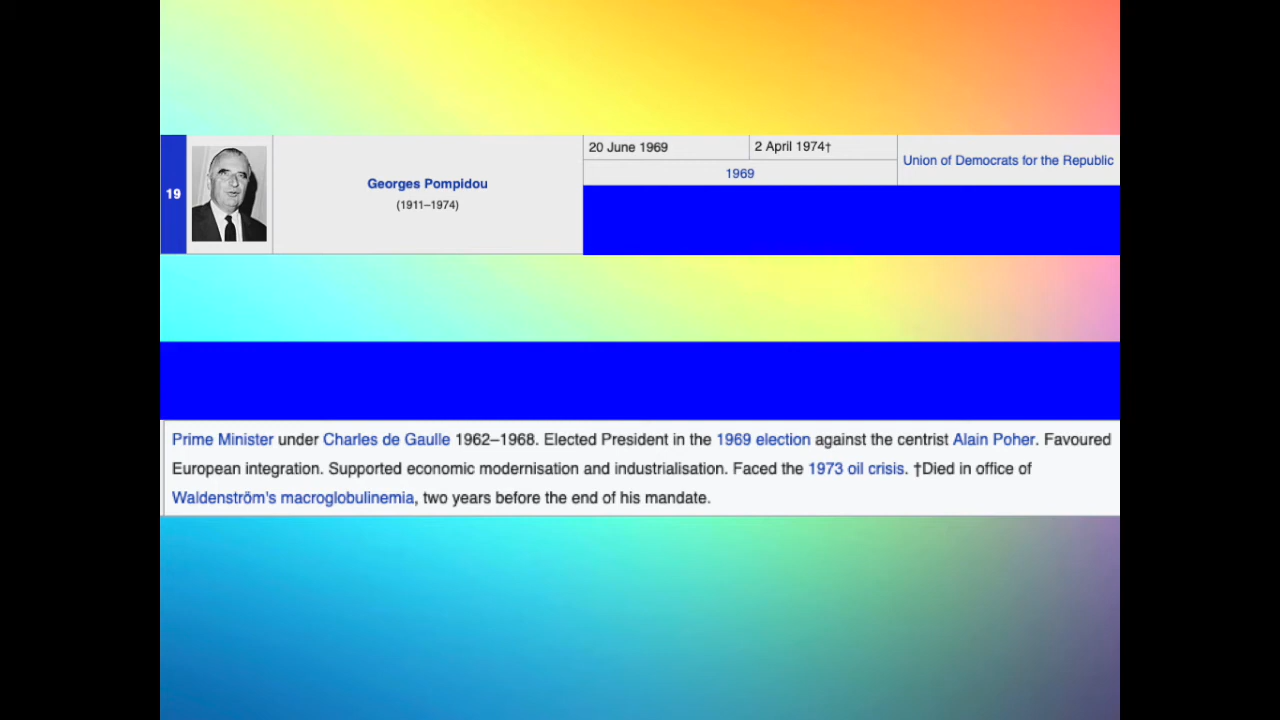 19
Georges Pompidou
(1911–1974)
20 June 1969
2 April 1974†
1969
Union of Democrats for the Republic
Prime Minister under Charles de Gaulle 1962–1968. Elected President in the 1969 election against the centrist Alain Poher. Favoured
European integration. Supported economic modernisation and industrialisation. Faced the 1973 oil crisis. †Died in office of
Waldenström's macroglobulinemia, two years before the end of his mandate.